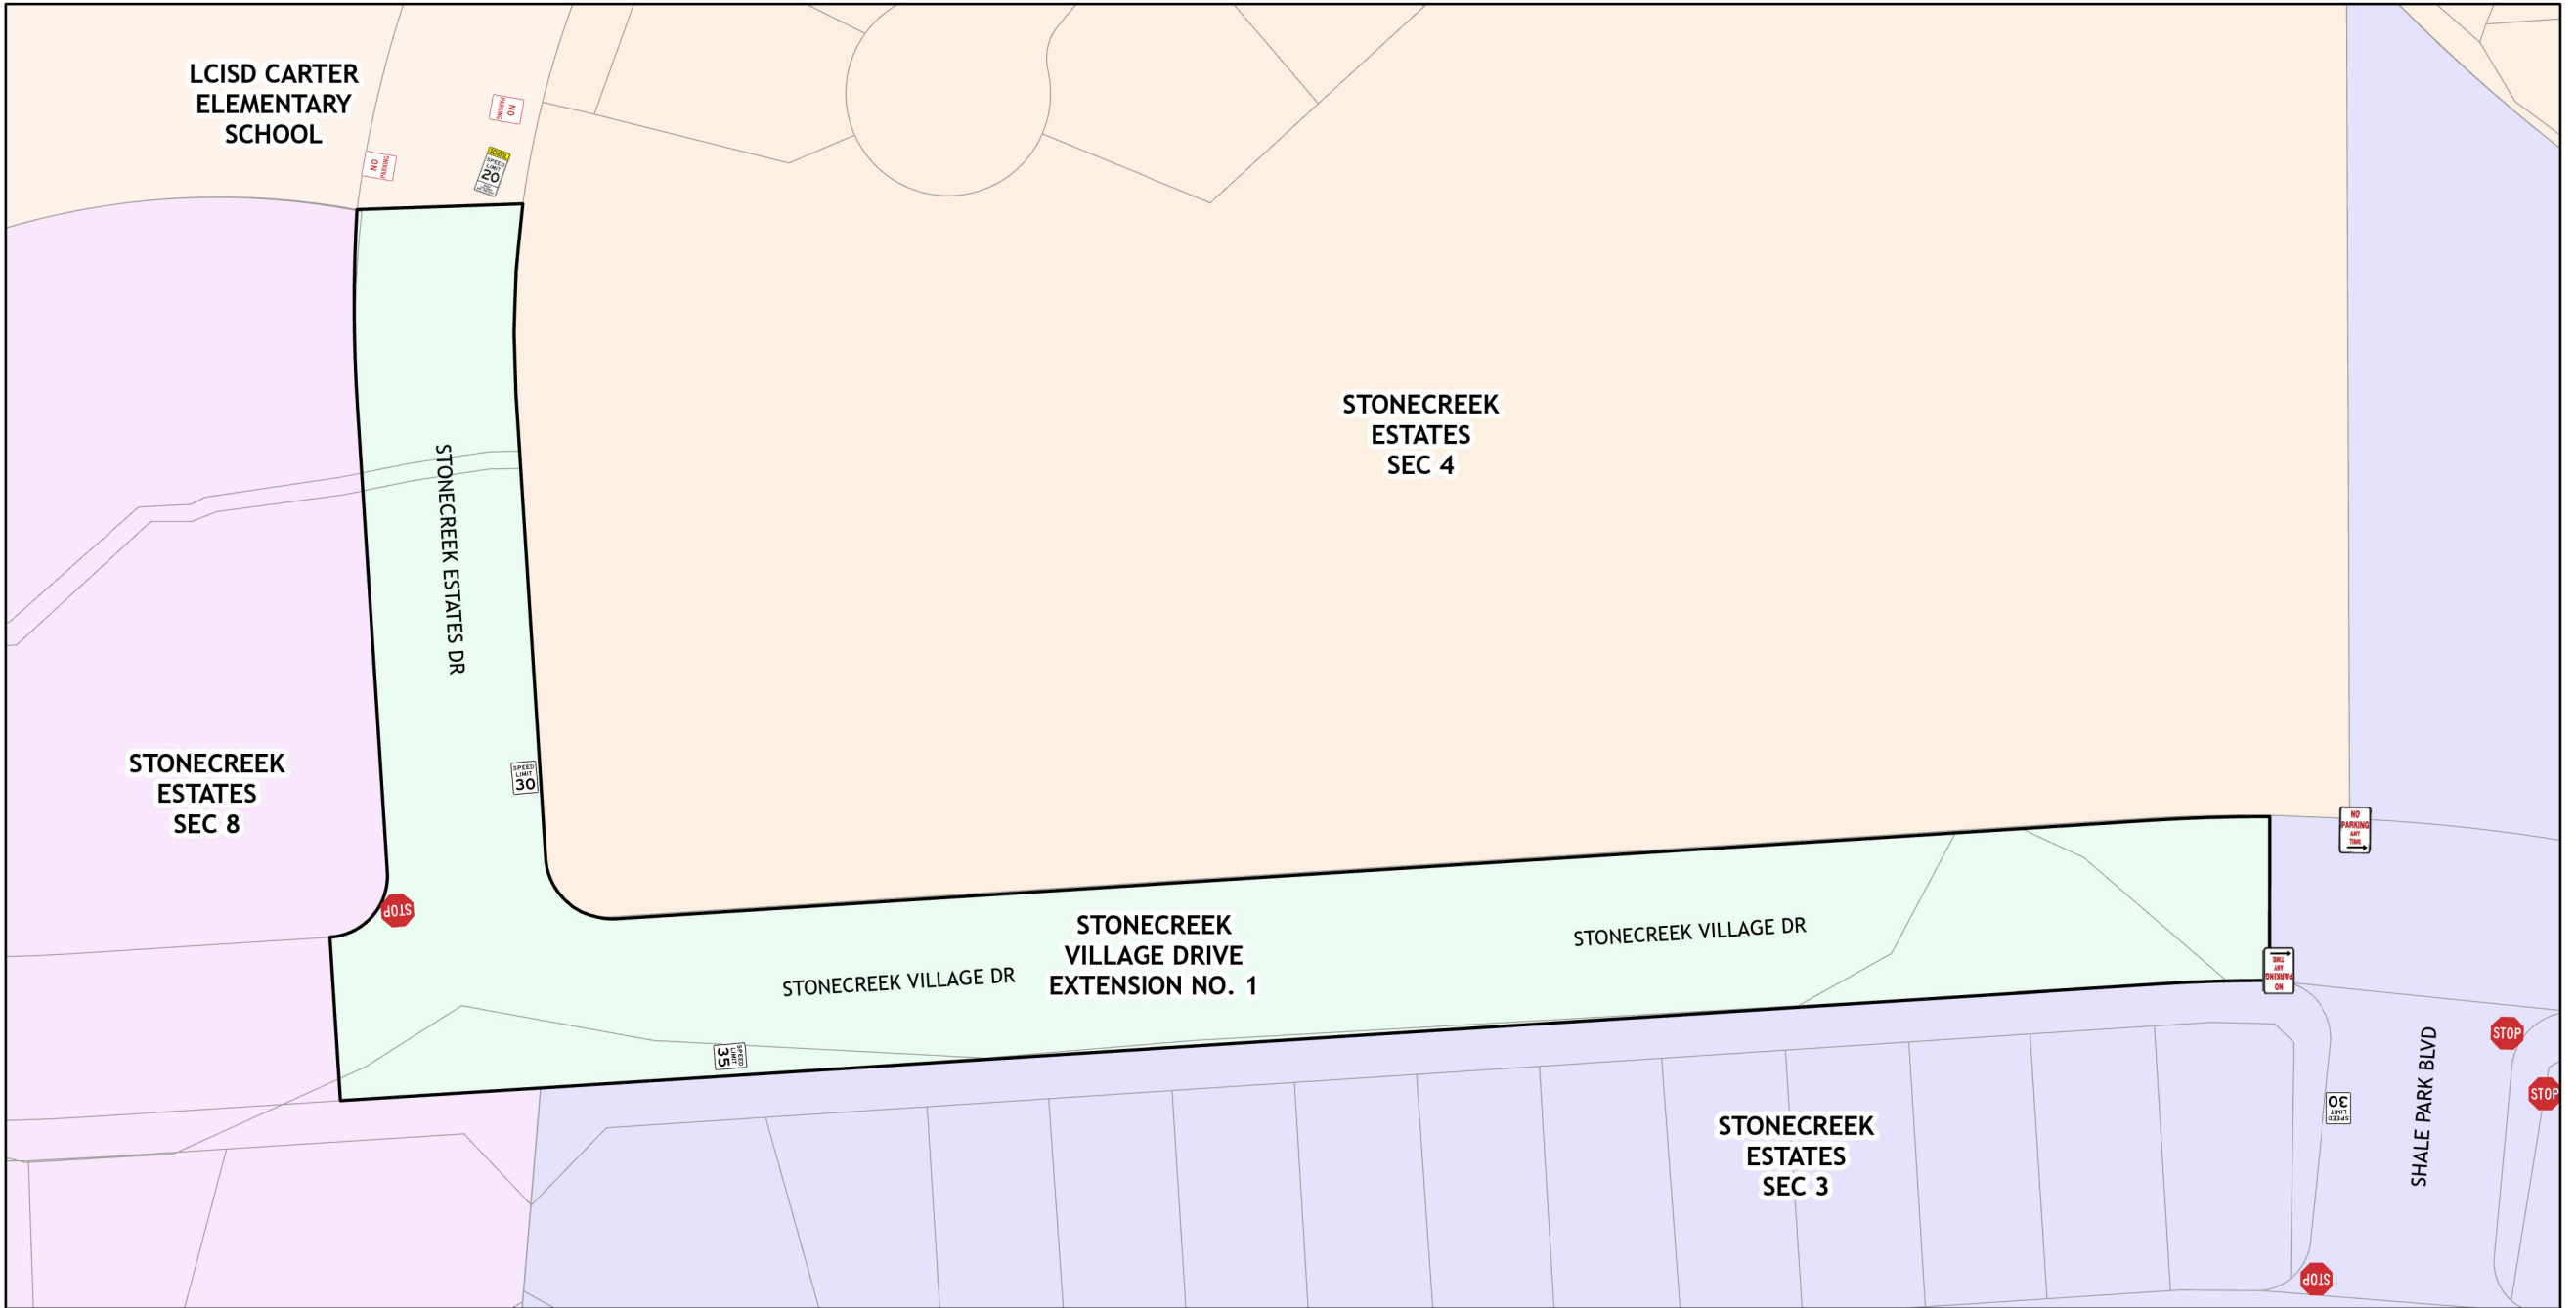 LCISD CARTER
ELEMENTARY
SCHOOL
NO
PARKING
NO
PARKING
SCHOOL
SPEED
LIMIT
20
STONECREEK
ESTATES
SEC 4
STONECREEK ESTATES DR
STONECREEK
ESTATES
SEC 8
SPEED
LIMIT
30
STOP
NO
PARKING
ANY
TIME
STONECREEK
VILLAGE DRIVE
EXTENSION NO. 1
STONECREEK VILLAGE DR
STONECREEK VILLAGE DR
NO
PARKING
ANY
TIME
SPEED
LIMIT
35
STONECREEK
ESTATES
SEC 3
SHALE PARK BLVD
STOP
STOP
SPEED
LIMIT
30
STOP